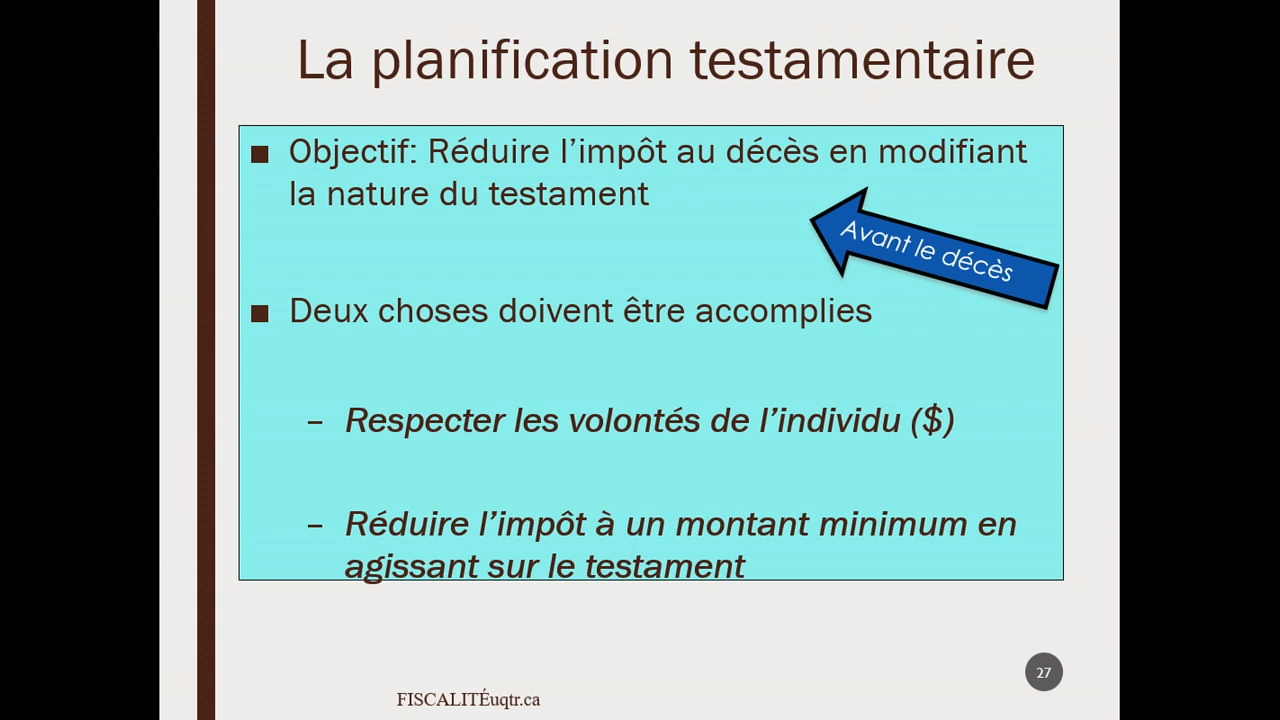 La planification testamentaire
■ Objectif: Réduire l’impôt au décès en modifiant
la nature du testament
Avant le décès
■ Deux choses doivent être accomplies
– Respecter les volontés de l’individu ($)
– Réduire l’impôt à un montant minimum en
agissant sur le testament
27
FISCALITÉuqtr.ca